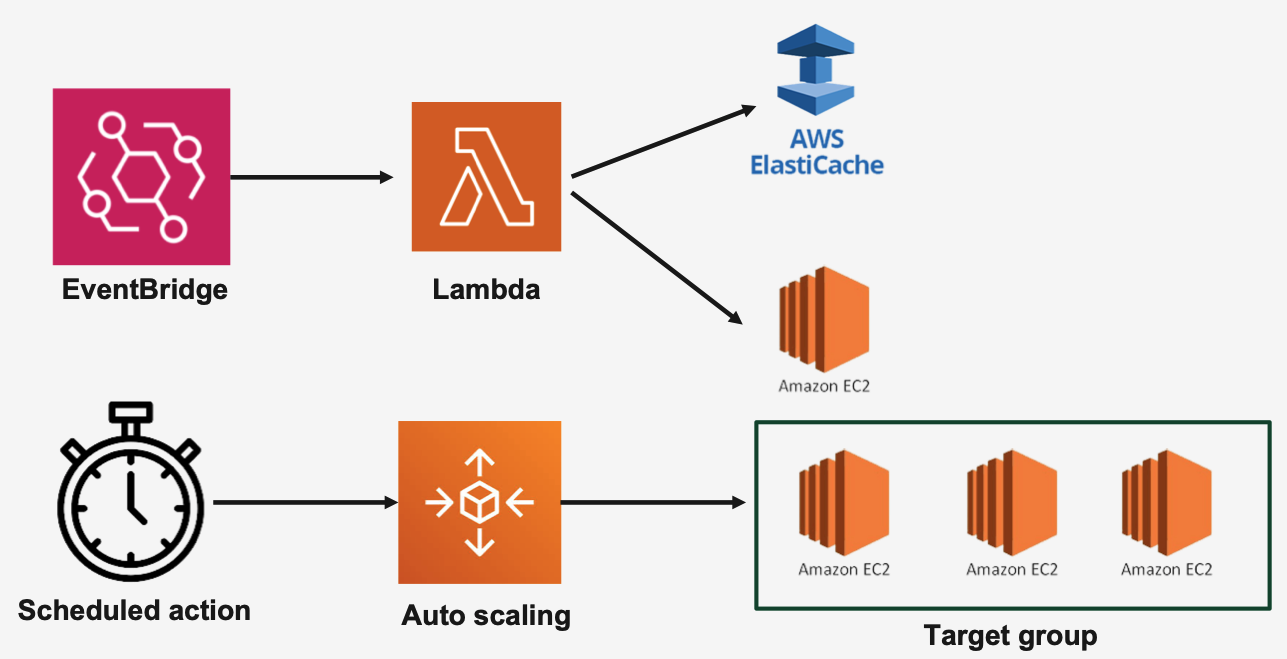 AWS
ElastiCache
EventBridge
Lambda
Amazon EC2
Scheduled action
Auto scaling
Amazon EC2
Amazon EC2
Amazon EC2
Target group